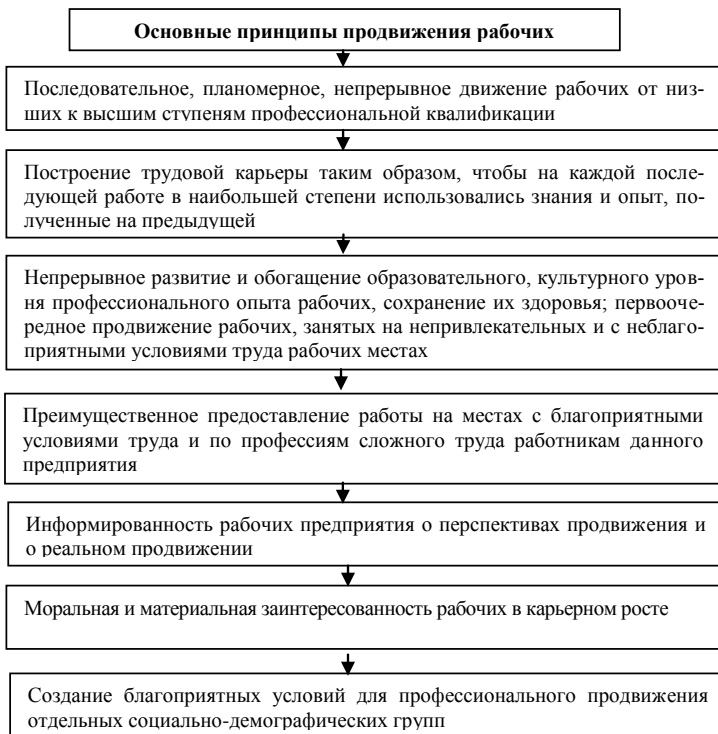 Основные принципы продвижения рабочих
Последовательное, планомерное, непрерывное движение рабочих от низ-
ших к высшим ступеням профессиональной квалификации
Построение трудовой карьеры таким образом, чтобы на каждой после-
дующей работе в наибольшей степени использовались знания и опыт, по-
лученные на предыдущей
Непрерывное развитие и обогащение образовательного, культурного уров-
ня профессионального опыта рабочих, сохранение их здоровья; первооче-
редное продвижение рабочих, занятых на непривлекательных и с неблаго-
приятными условиями труда рабочих местах
Преимущественное предоставление работы на местах с благоприятными
условиями труда и по профессиям сложного труда работникам данного
предприятия
Информированность рабочих предприятия о перспективах продвижения и
о реальном продвижении
Моральная и материальная заинтересованность рабочих в карьерном росте
Создание благоприятных условий для профессионального продвижения
отдельных социально-демографических групп